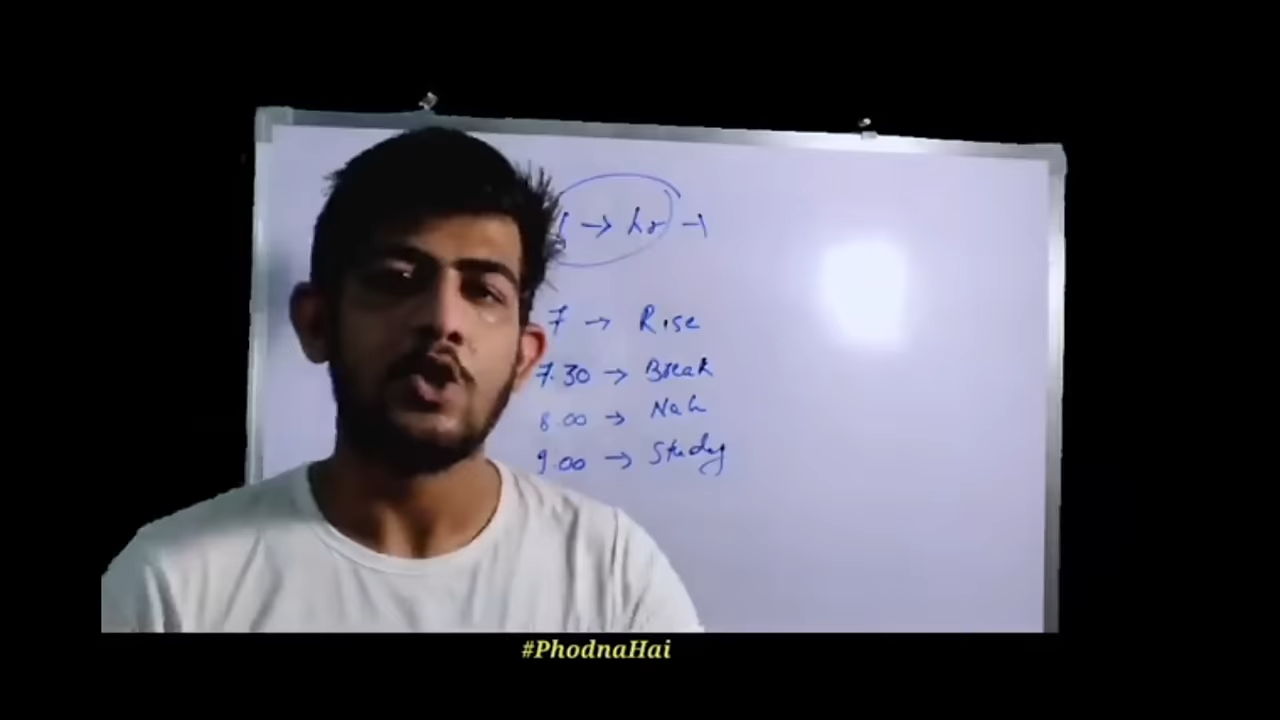 → hr →
7 → Rise
7.30 → Break
8.00 → Nah
9.00 → Study
#PhodnaHai